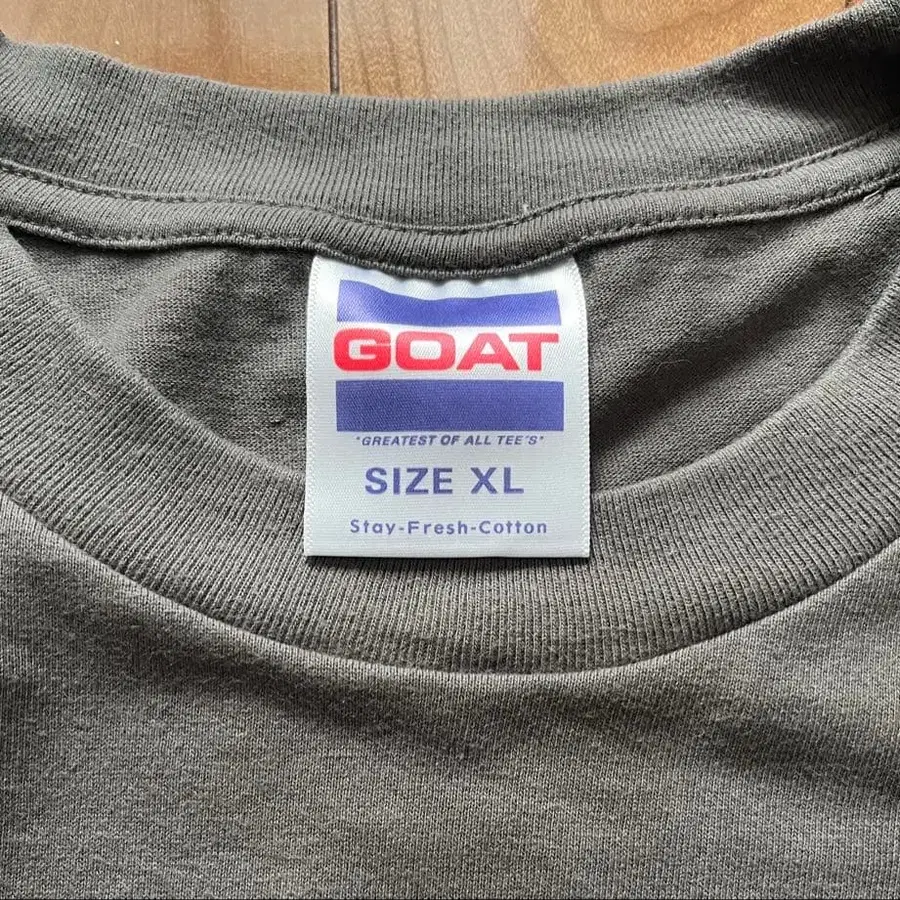 GOAT
"GREATEST OF ALL TEE'S"
SIZE XL
Stay-Fresh-Cotton